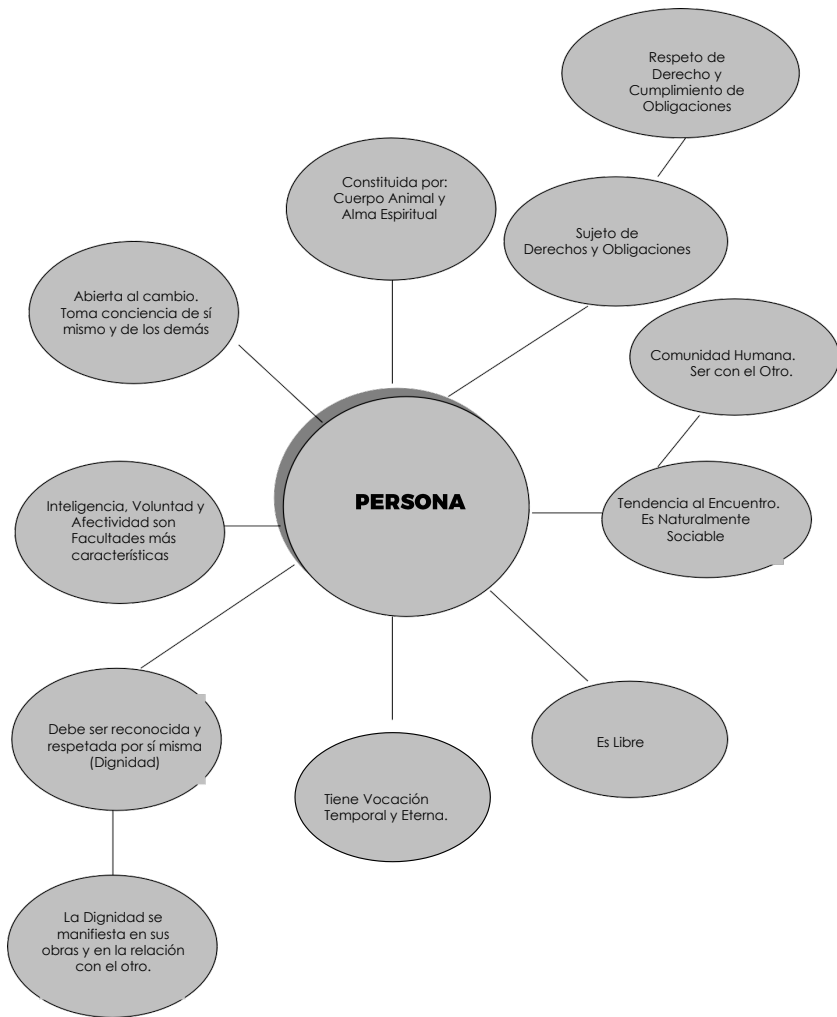 Respeto de
Derecho y
Cumplimiento de
Obligaciones
Constituida por:
Cuerpo Animal y
Alma Espiritual
Sujeto de
Derechos y Obligaciones
Abierta al cambio.
Toma conciencia de sí
mismo y de los demás
Comunidad Humana.
Ser con el Otro.
PERSONA
Inteligencia, Voluntad y
Afectividad son
Facultades más
características
Tendencia al Encuentro.
Es Naturalmente
Sociable
Debe ser reconocida y
respetada por sí misma
(Dignidad)
Es Libre
Tiene Vocación
Temporal y Eterna.
La Dignidad se
manifiesta en sus
obras y en la relación
con el otro.